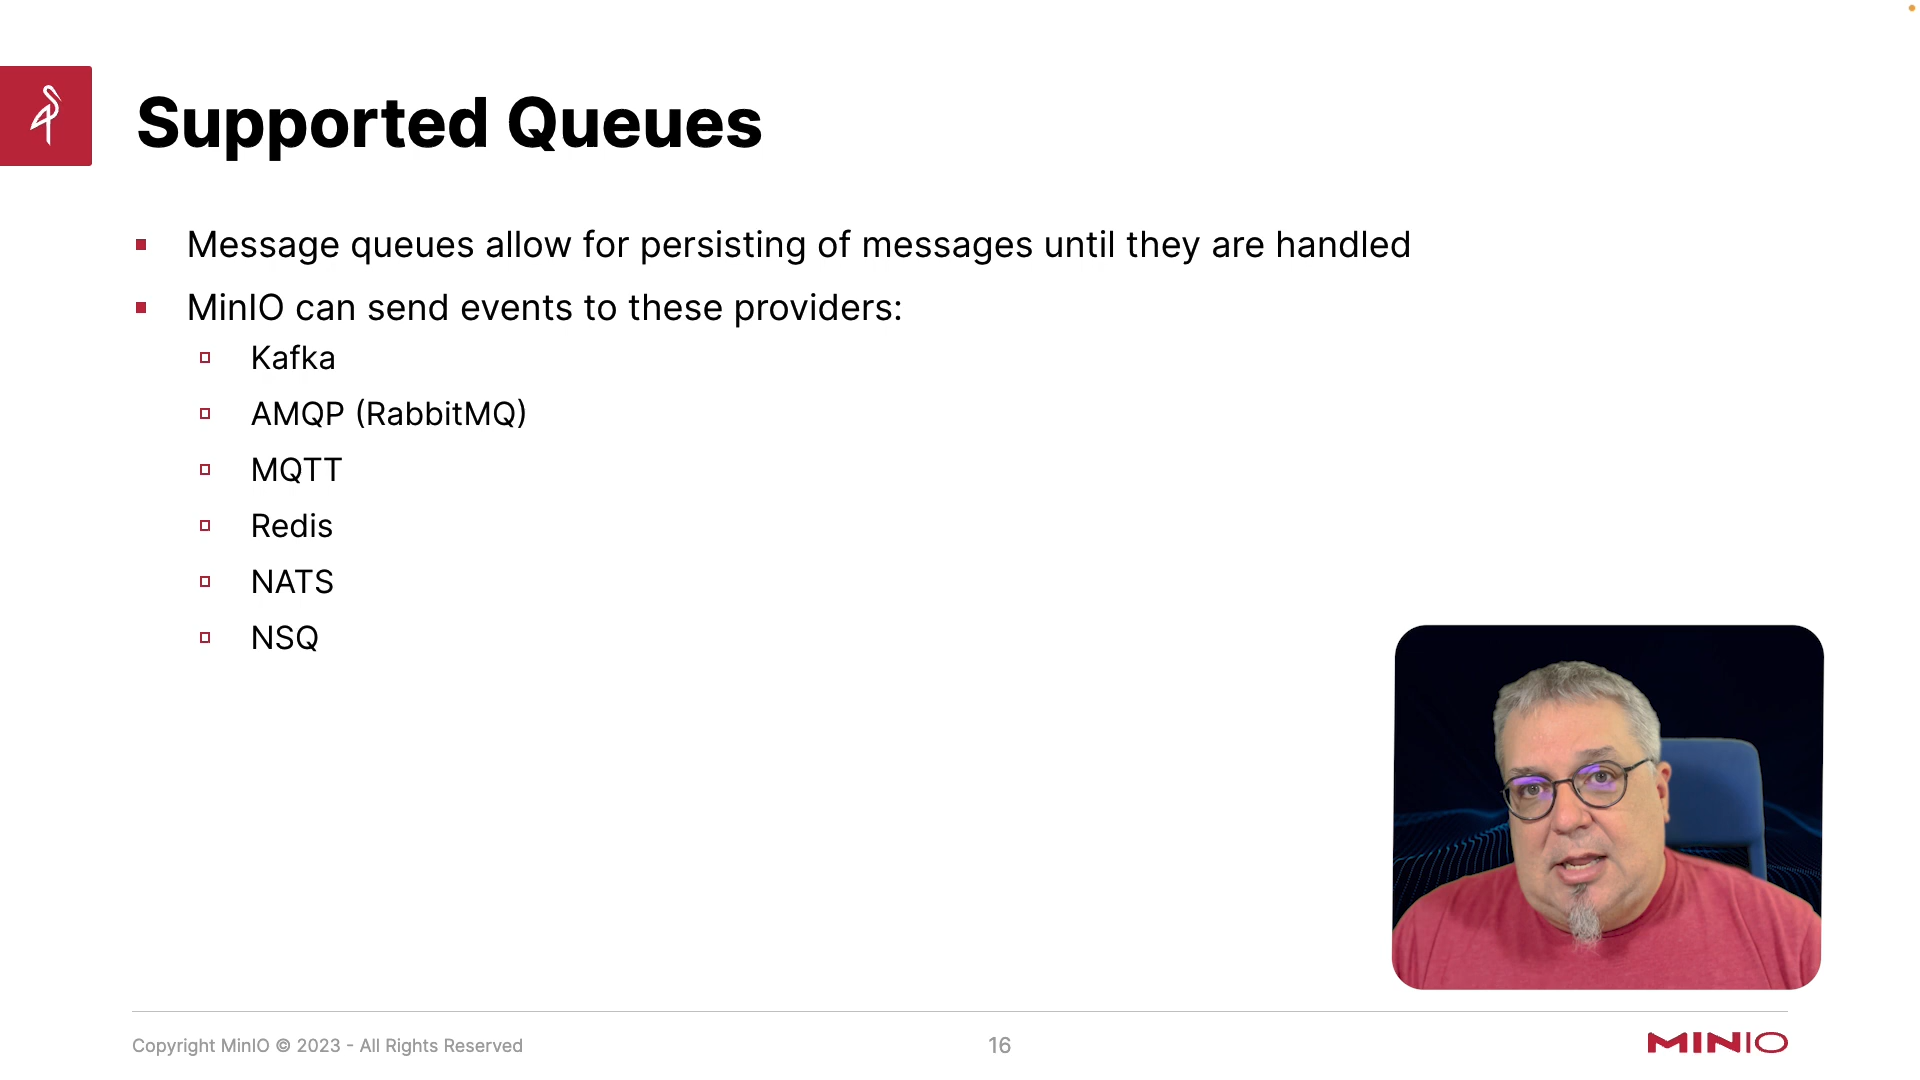 Supported Queues
Message queues allow for persisting of messages until they are handled
MinIO can send events to these providers:
Kafka
AMQP (RabbitMQ)
MQTT
Redis
NATS
NSQ
Copyright MinIO © 2023 - All Rights Reserved
16
MINIO